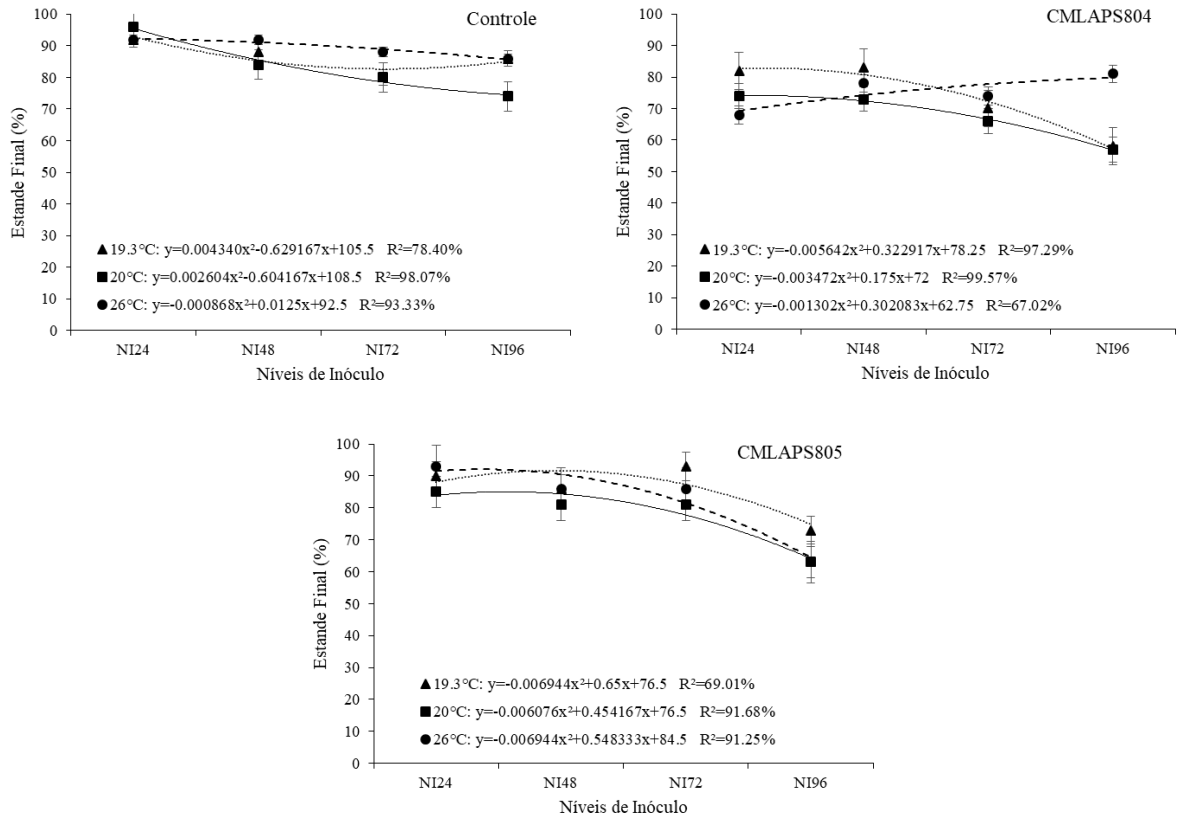 Controle
Estande Final (%)
100
90
80
70
60
50
40
30
20
10
0
▲19.3°C: y=0.004340x²-0.629167x+105.5 R²=78.40%
■20°C: y=0.002604x²-0.604167x+108.5 R²=98.07%
●26°C: y=-0.000868x²+0.0125x+92.5 R²=93.33%
NI24 NI48 NI72 NI96
Níveis de Inóculo
CMLAPS804
Estande Final (%)
100
90
80
70
60
50
40
30
20
10
0
▲19.3°C: y=-0.005642x²+0.322917x+78.25 R²=97.29%
■20°C: y=-0.003472x²+0.175x+72 R²=99.57%
●26°C: y=-0.001302x²+0.302083x+62.75 R²=67.02%
NI24 NI48 NI72 NI96
Níveis de Inóculo
CMLAPS805
Estande Final (%)
100
90
80
70
60
50
40
30
20
10
0
▲19.3°C: y=-0.006944x²+0.65x+76.5 R²=69.01%
■20°C: y=-0.006076x²+0.454167x+76.5 R²=91.68%
●26°C: y=-0.006944x²+0.548333x+84.5 R²=91.25%
NI24 NI48 NI72 NI96
Níveis de Inóculo